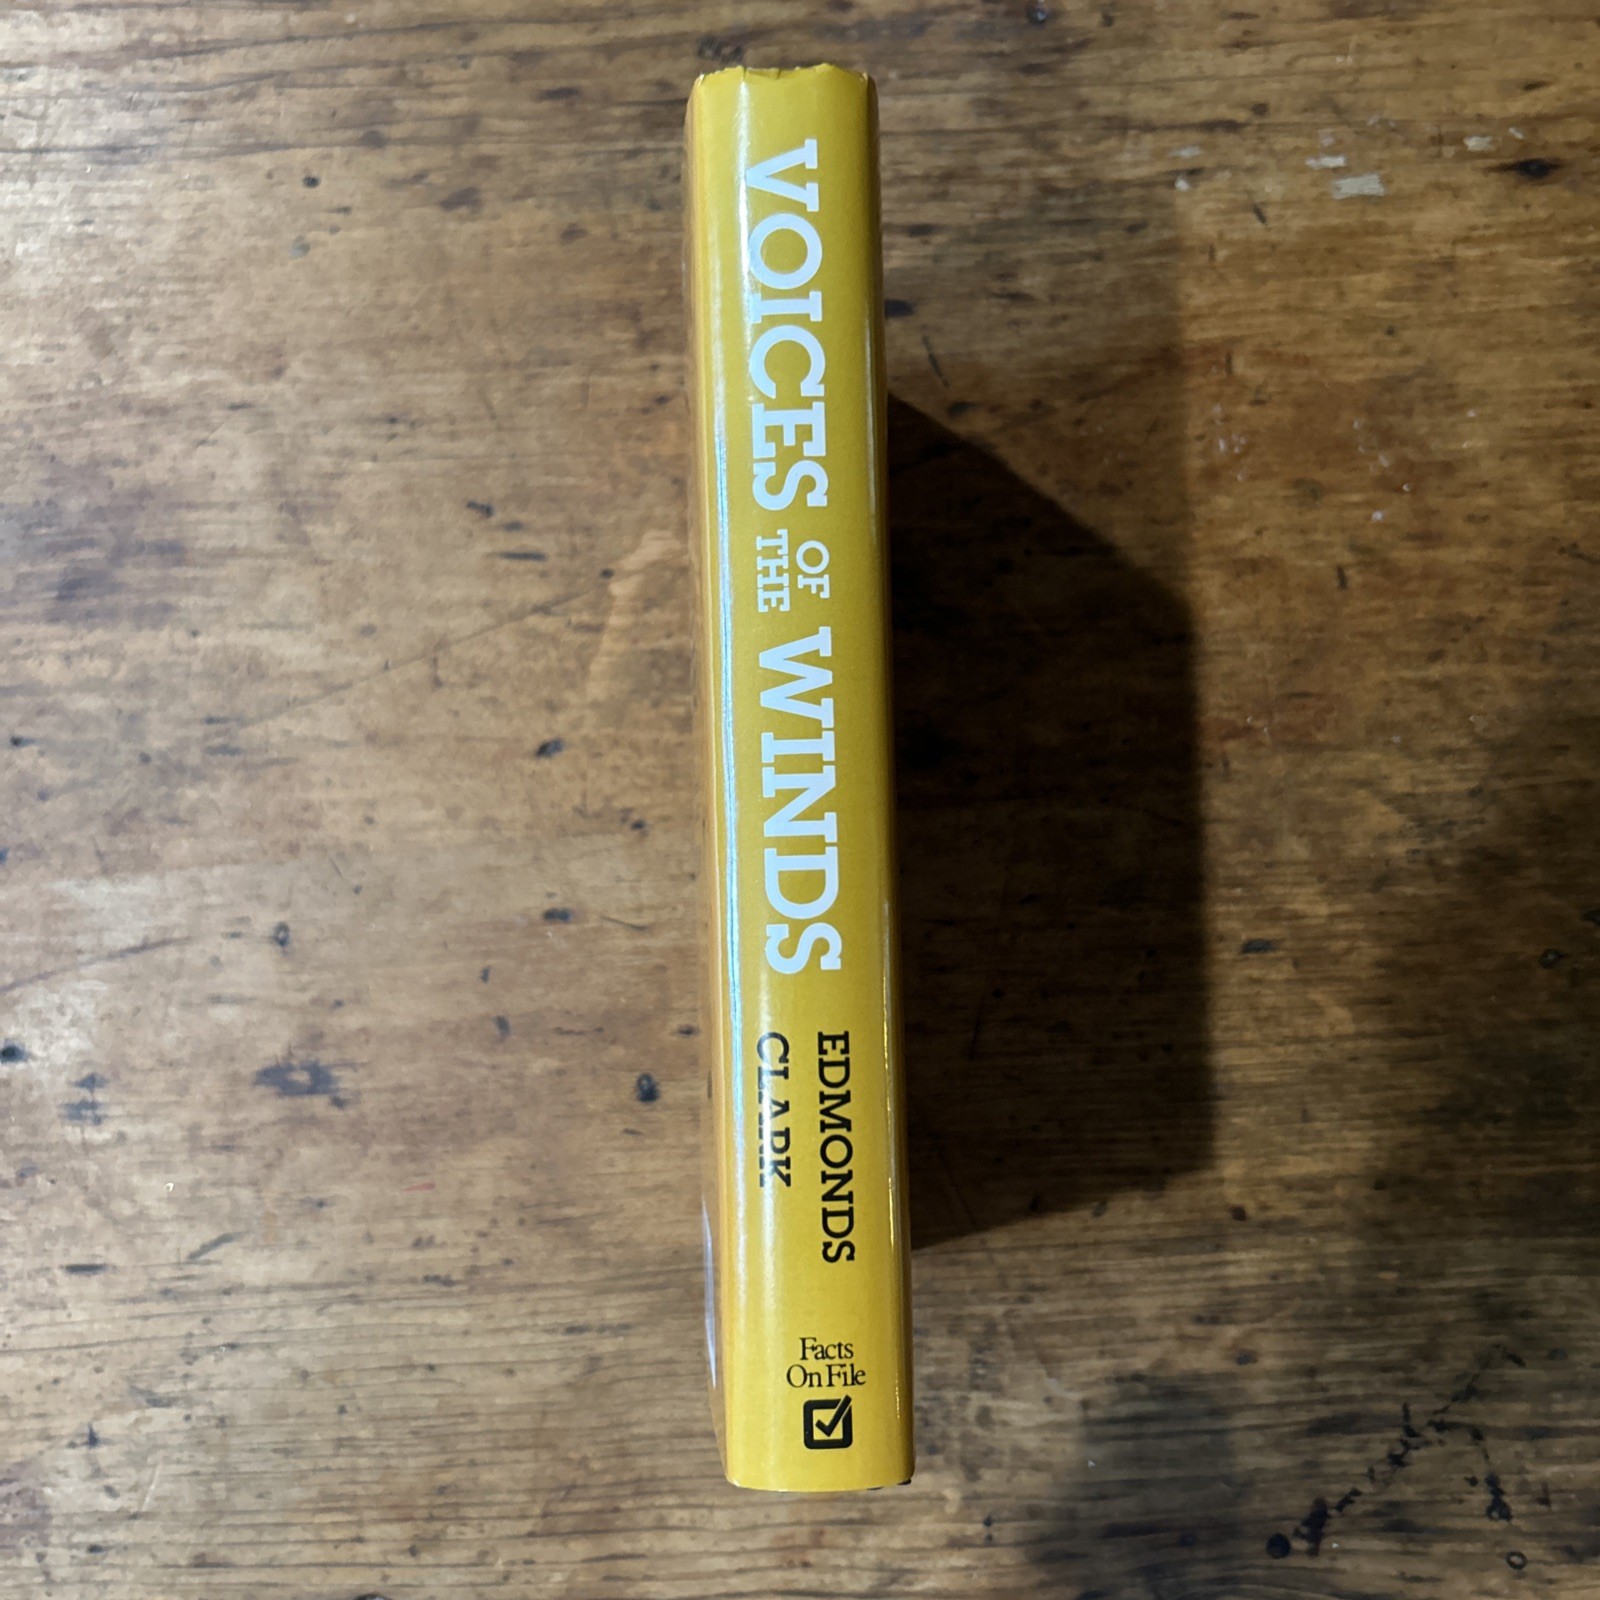 VOICES OF THE WINDS
EDMONDS
CLARK
Facts
On File